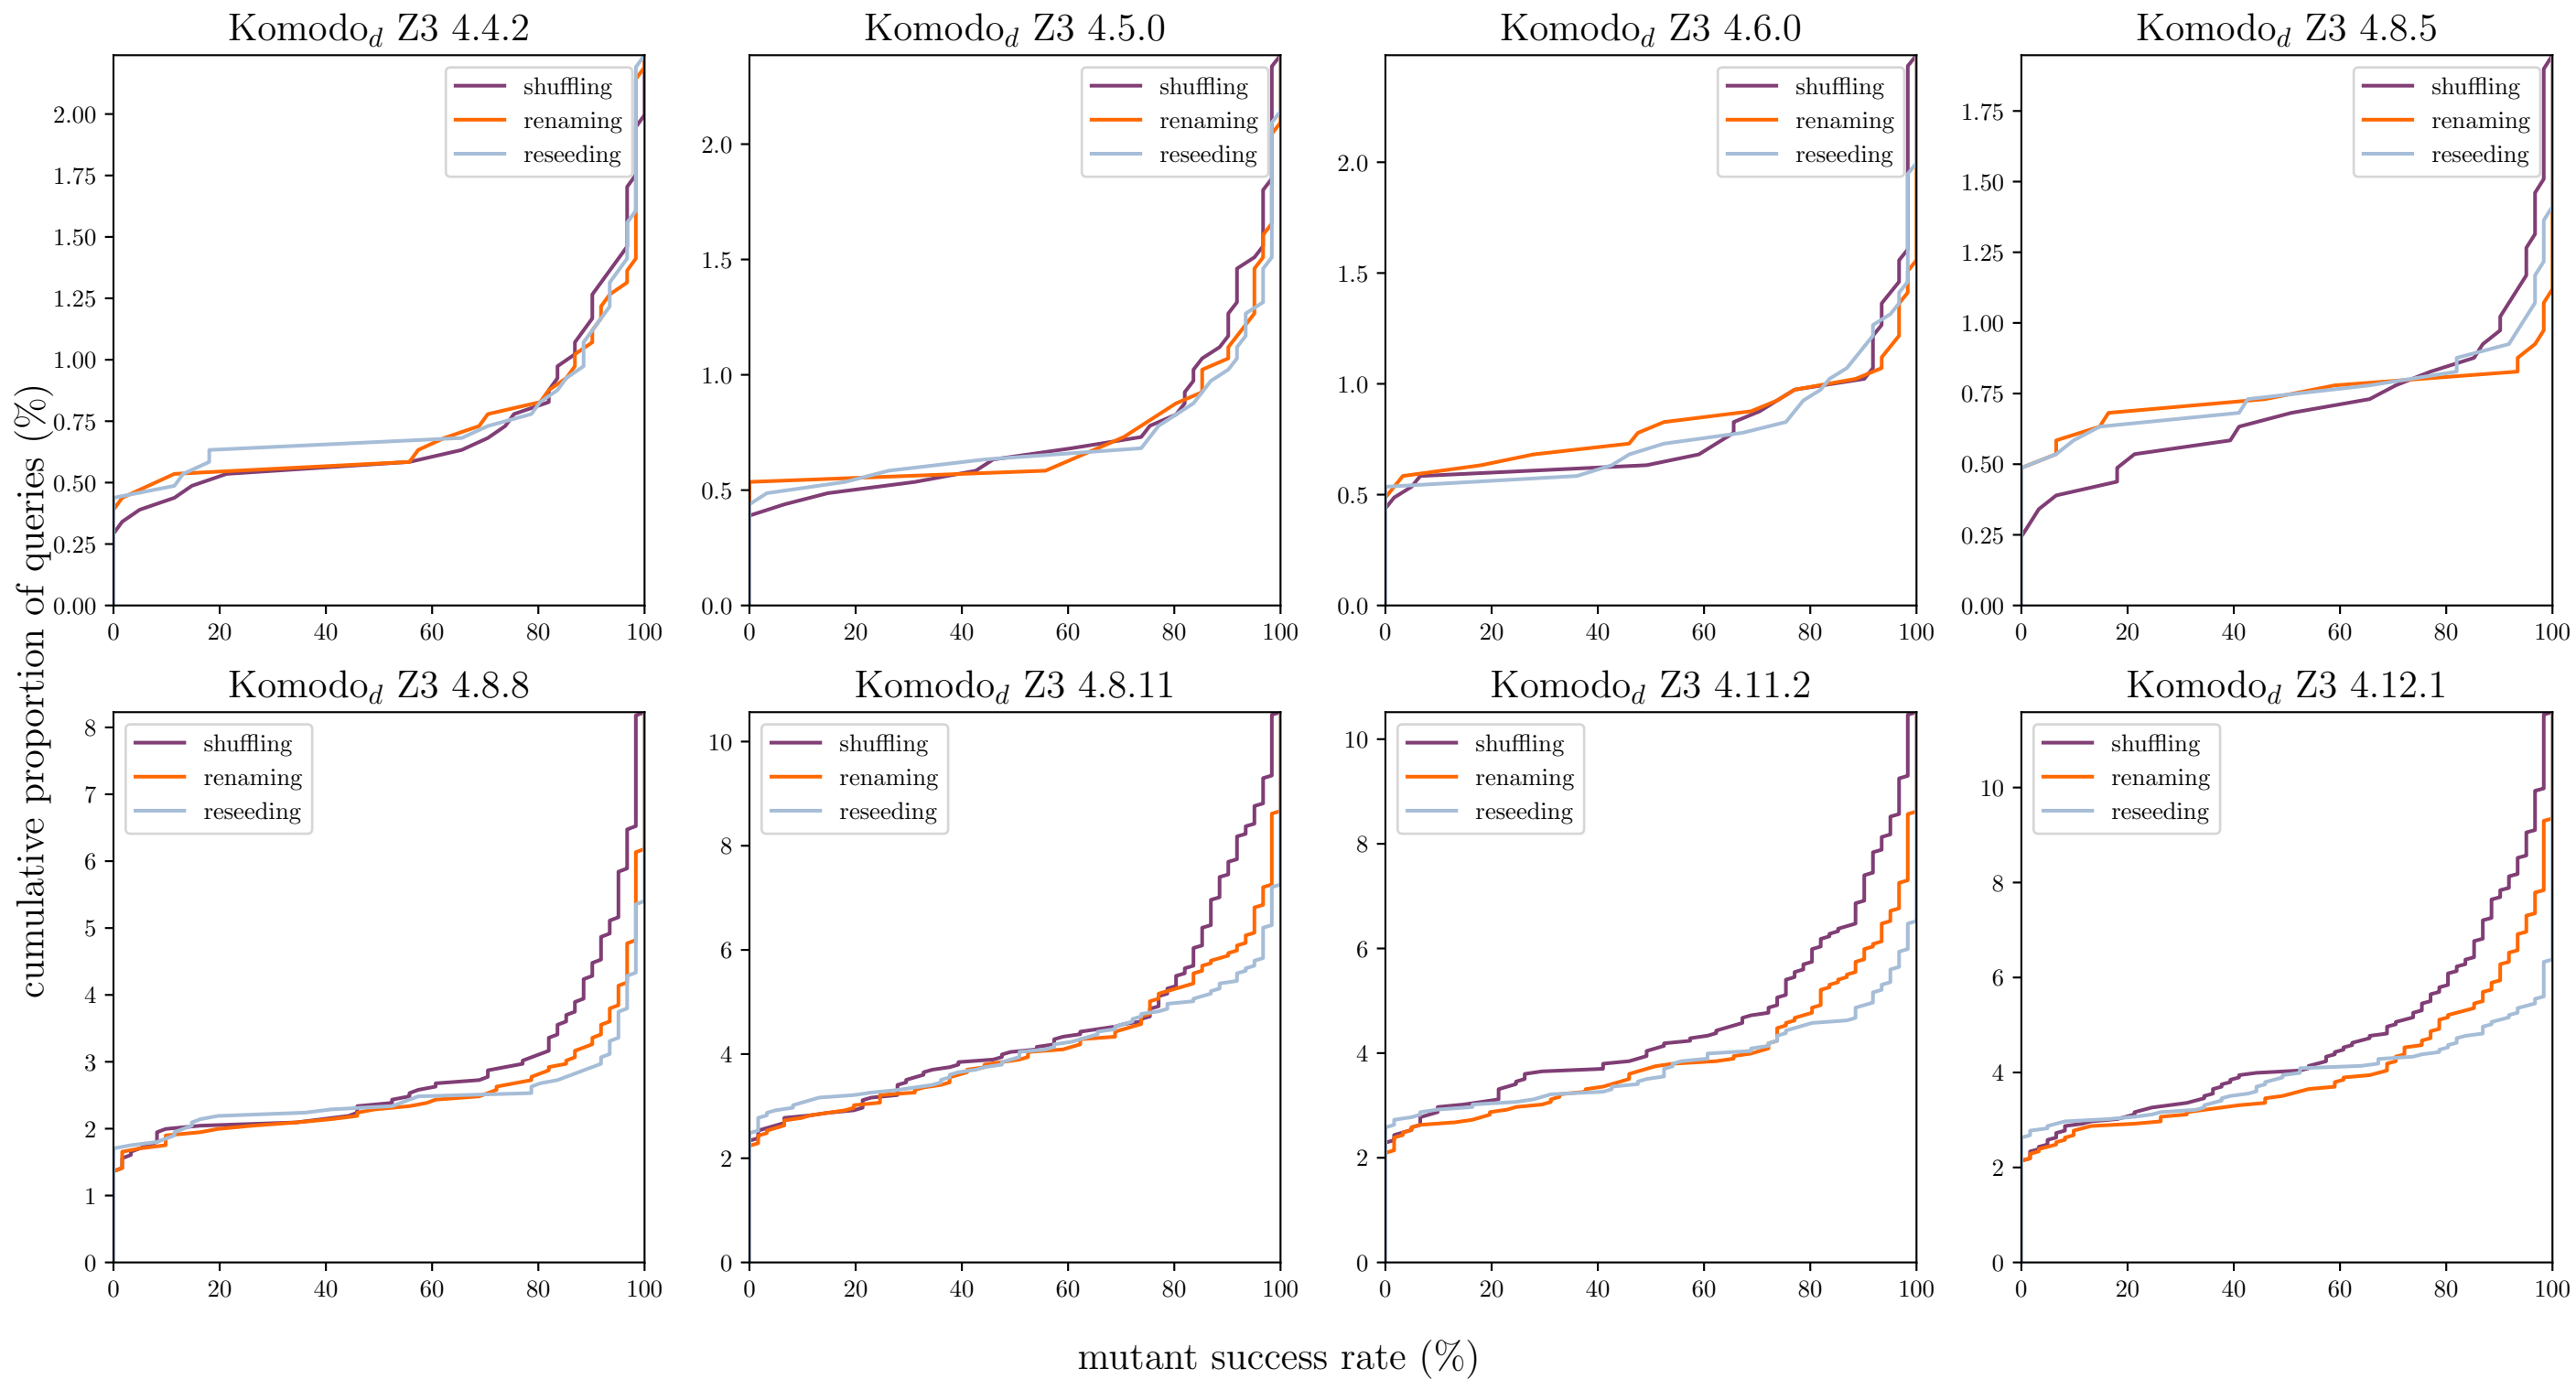 Komodo_d Z3 4.4.2
shuffling
renaming
reseeding
2.00
1.75
1.50
1.25
1.00
0.75
0.50
0.25
0.00
0 20 40 60 80 100
Komodo_d Z3 4.5.0
shuffling
renaming
reseeding
2.0
1.5
1.0
0.5
0.0
0 20 40 60 80 100
Komodo_d Z3 4.6.0
shuffling
renaming
reseeding
2.0
1.5
1.0
0.5
0.0
0 20 40 60 80 100
Komodo_d Z3 4.8.5
shuffling
renaming
reseeding
1.75
1.50
1.25
1.00
0.75
0.50
0.25
0.00
0 20 40 60 80 100
cumulative proportion of queries (%)
Komodo_d Z3 4.8.8
shuffling
renaming
reseeding
8
7
6
5
4
3
2
1
0
0 20 40 60 80 100
Komodo_d Z3 4.8.11
shuffling
renaming
reseeding
10
8
6
4
2
0
0 20 40 60 80 100
Komodo_d Z3 4.11.2
shuffling
renaming
reseeding
10
8
6
4
2
0
0 20 40 60 80 100
Komodo_d Z3 4.12.1
shuffling
renaming
reseeding
10
8
6
4
2
0
0 20 40 60 80 100
mutant success rate (%)